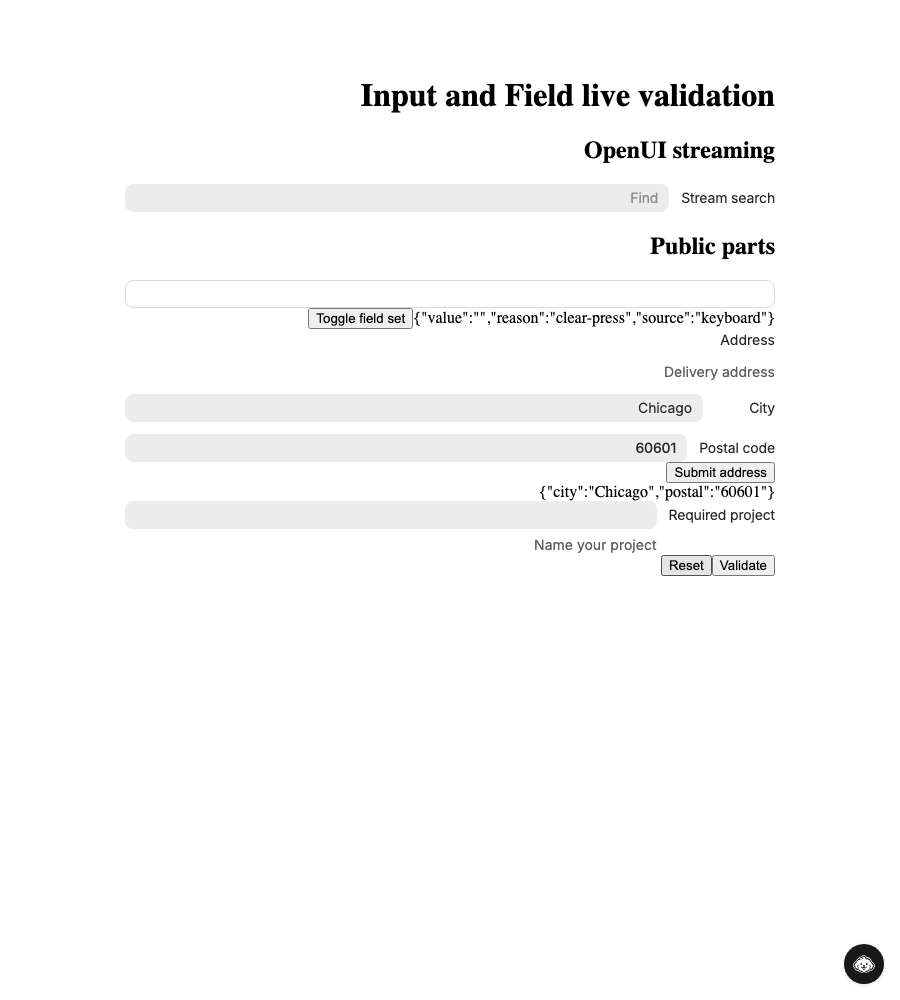 Input and Field live validation
OpenUI streaming
Stream search Find
Public parts
{"value":"","reason":"clear-press","source":"keyboard"} Toggle field set
Address
Delivery address
City Chicago
Postal code 60601
Submit address
{"city":"Chicago","postal":"60601"}
Required project
Name your project
Validate Reset